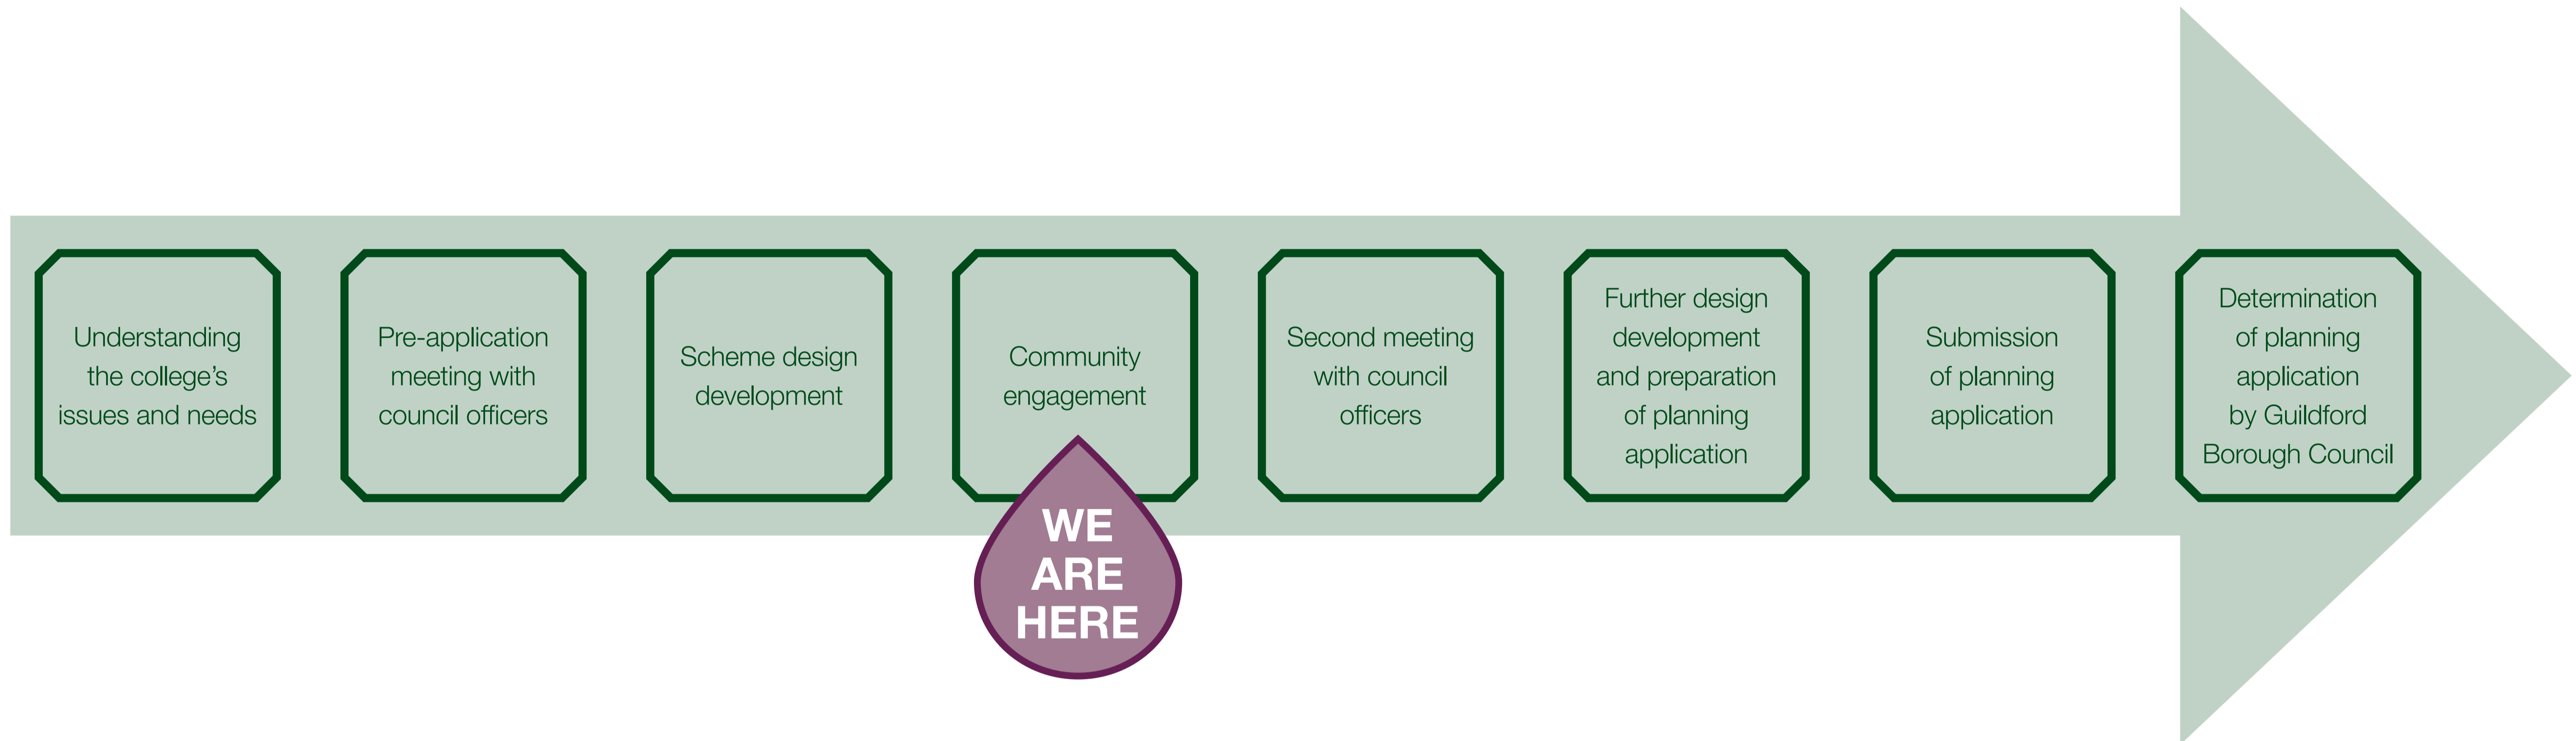 Understanding
the college’s
issues and needs
Pre-application
meeting with
council officers
Scheme design
development
Community
engagement
WE
ARE
HERE
Second meeting
with council
officers
Further design
development
and preparation
of planning
application
Submission
of planning
application
Determination
of planning
application
by Guildford
Borough Council